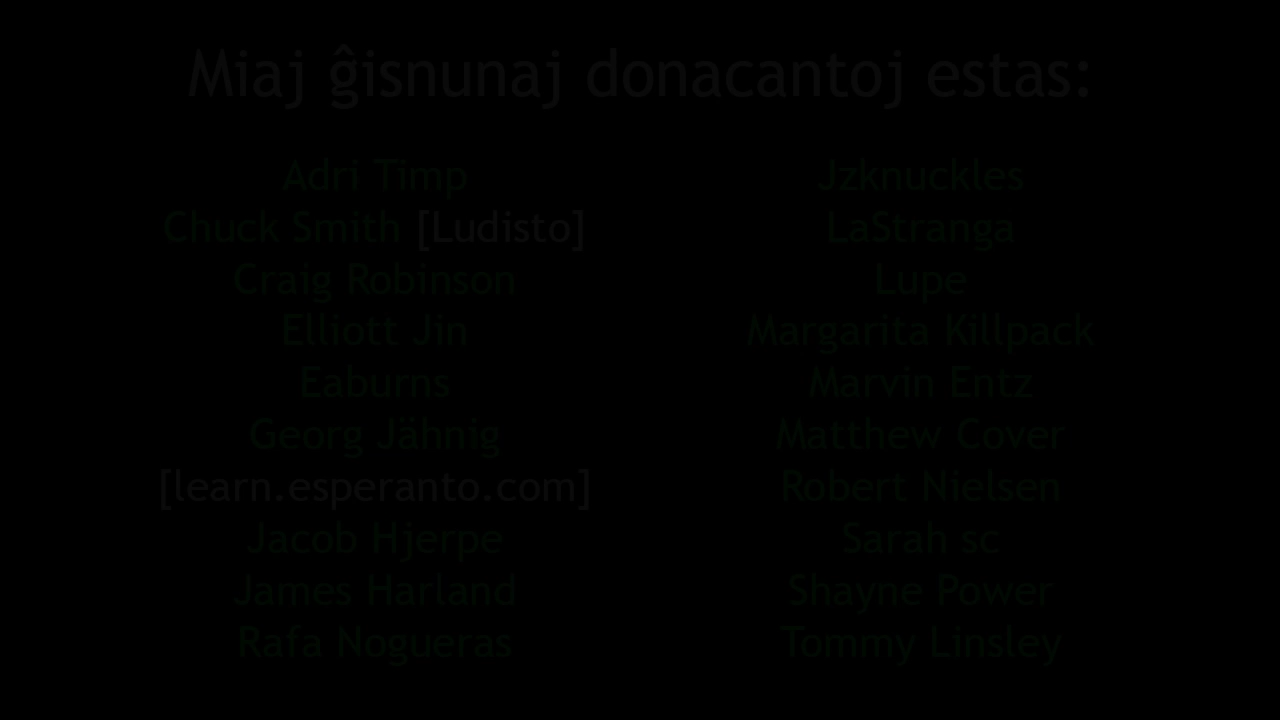 Miaj ĝisnunaj donacantoj estas:
Adri Timp
Chuck Smith [Ludisto]
Craig Robinson
Elliott Jin
Eaburns
Georg Jähnig
[learn.esperanto.com]
Jacob Hjerpe
James Harland
Rafa Nogueras
Jzknuckles
LaStranga
Lupe
Margarita Killpack
Marvin Entz
Matthew Cover
Robert Nielsen
Sarah sc
Shayne Power
Tommy Linsley